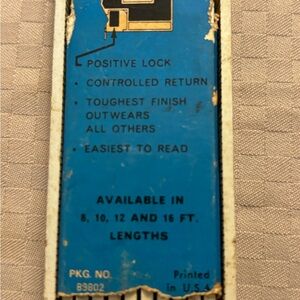 POSITIVE LOCK
• CONTROLLED RETURN
• TOUGHEST FINISH
OUTWEARS
ALL OTHERS
• EASIEST TO READ
AVAILABLE IN
8, 10, 12 AND 16 FT.
LENGTHS
PKG. NO. Printed
B9802 in U.S.A